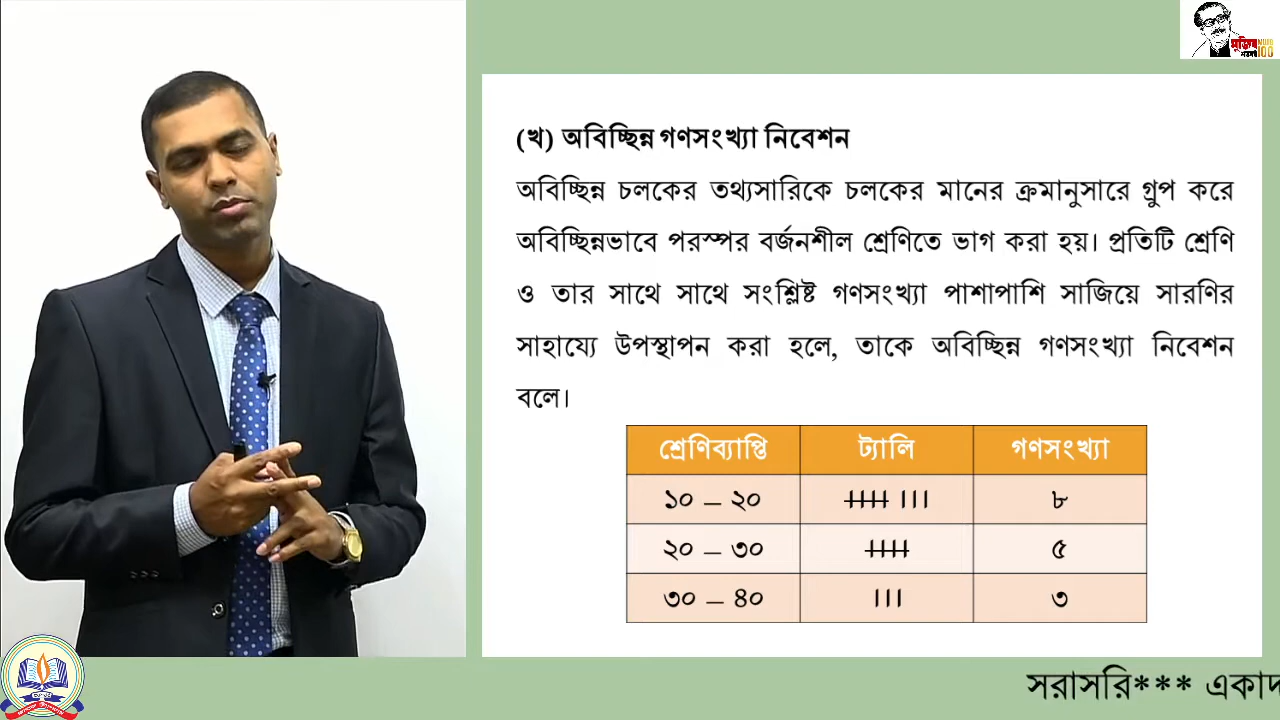 মুজিব
100
(খ) অবিচ্ছিন্ন গণসংখ্যা নিবেশন
অবিচ্ছিন্ন চলকের তথ্যসারিকে চলকের মানের ক্রমানুসারে গ্রুপ করে
অবিচ্ছিন্নভাবে পরস্পর বর্জনশীল শ্রেণিতে ভাগ করা হয়। প্রতিটি শ্রেণি
ও তার সাথে সাথে সংশ্লিষ্ট গণসংখ্যা পাশাপাশি সাজিয়ে সারণির
সাহায্যে উপস্থাপন করা হলে, তাকে অবিচ্ছিন্ন গণসংখ্যা নিবেশন
বলে।
শ্রেণিব্যাপ্তি ট্যালি গণসংখ্যা
১০ – ২০ ৮
২০ – ৩০ ৫
৩০ – ৪০ ৩
সরাসরি*** একাদ